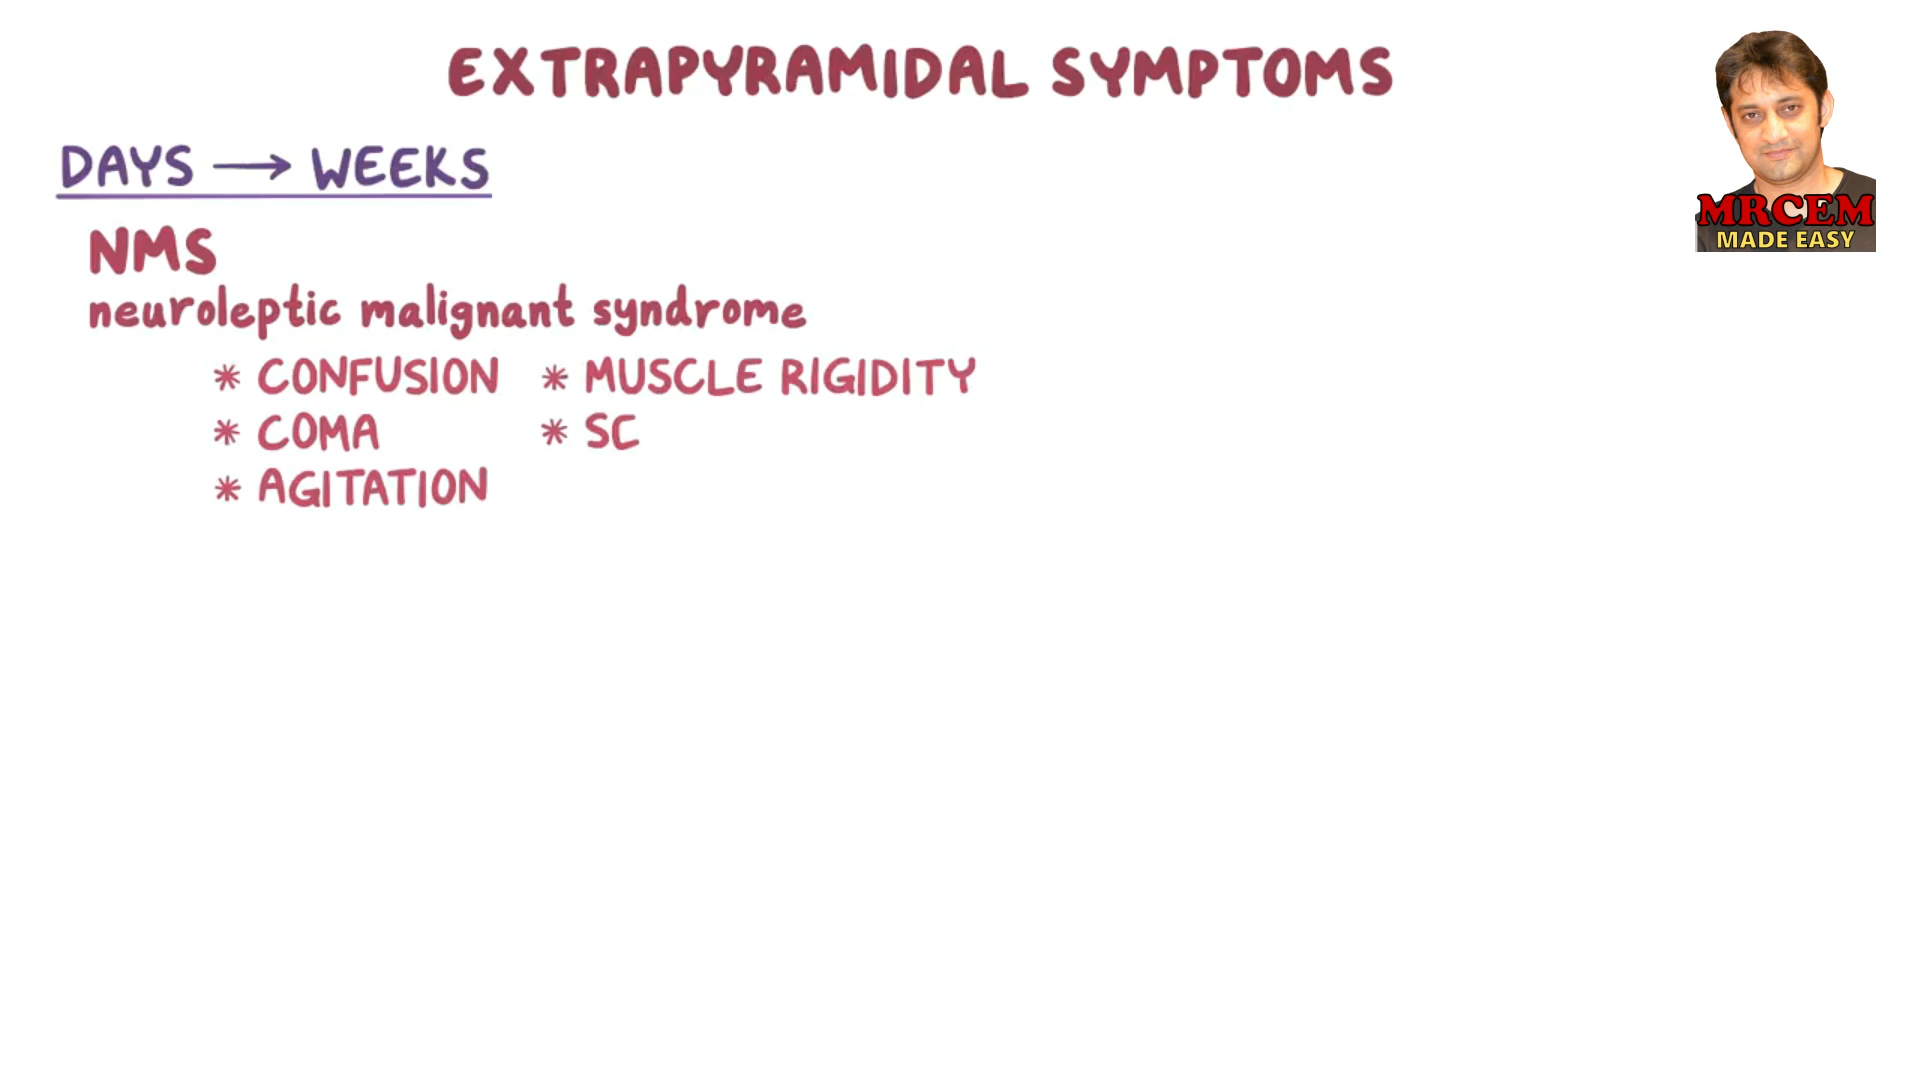 EXTRAPYRAMIDAL SYMPTOMS
DAYS → WEEKS
NMS
neuroleptic malignant syndrome
* CONFUSION * MUSCLE RIGIDITY
* COMA * SC
* AGITATION
MRCEM
MADE EASY